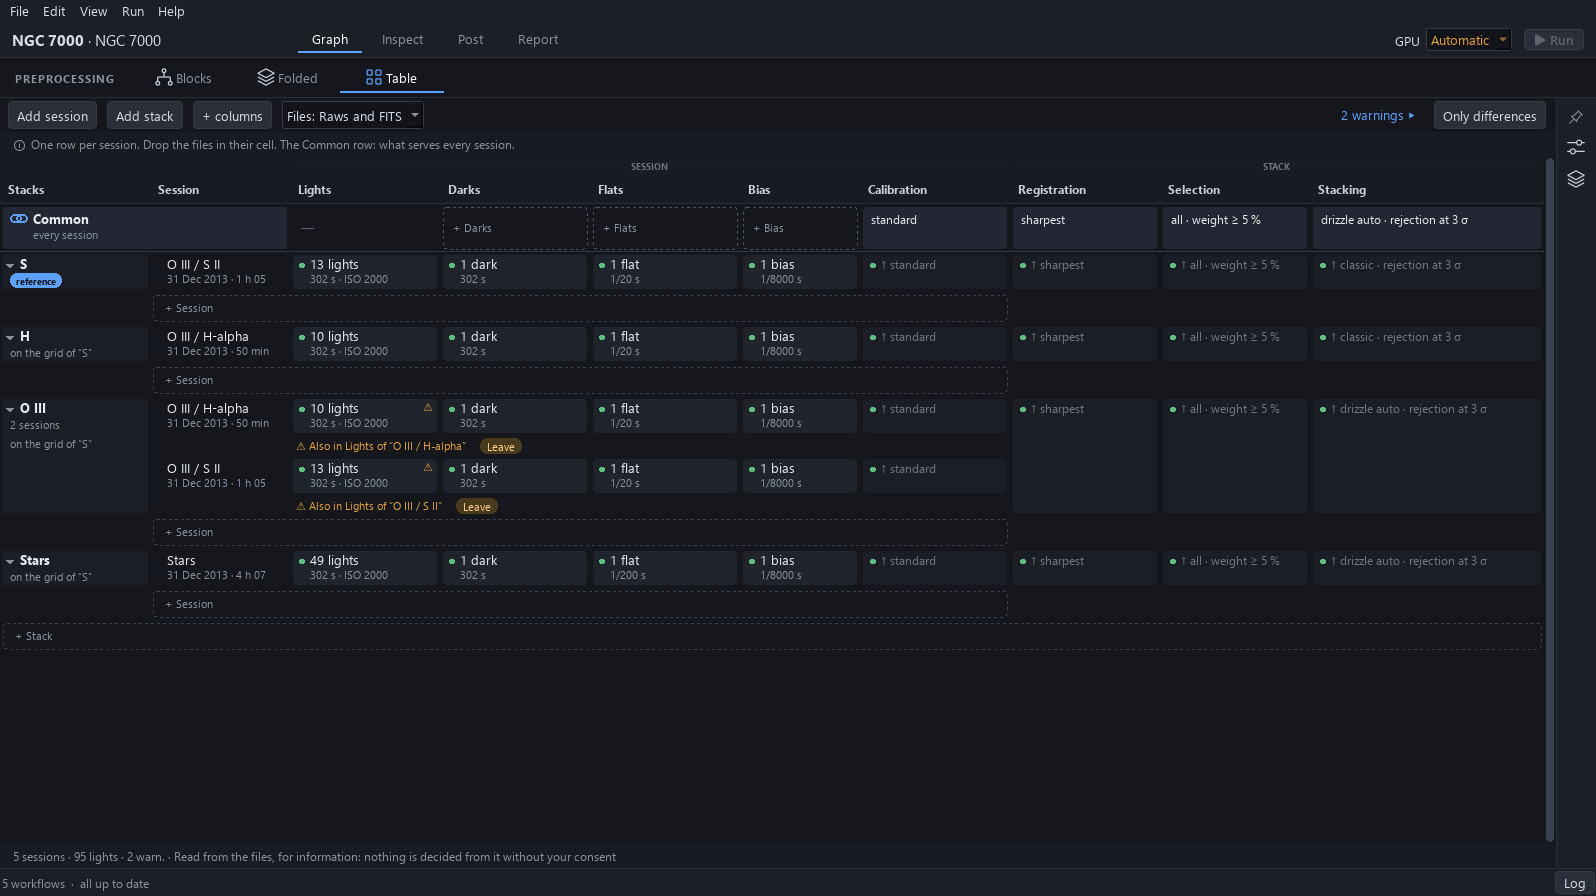 File Edit View Run Help
NGC 7000 · NGC 7000
Graph Inspect Post Report
GPU Automatic Run
PREPROCESSING Blocks Folded Table
Add session Add stack + columns Files: Raws and FITS 2 warnings Only differences
One row per session. Drop the files in their cell. The Common row: what serves every session.
SESSION STACK
Stacks Session Lights Darks Flats Bias Calibration Registration Selection Stacking
Common — + Darks + Flats + Bias standard sharpest all · weight ≥ 5 % drizzle auto · rejection at 3 σ
every session
S O III / S II 13 lights 1 dark 1 flat 1 bias ↑ standard ↑ sharpest ↑ all · weight ≥ 5 % ↑ classic · rejection at 3 σ
reference 31 Dec 2013 · 1 h 05 302 s · ISO 2000 302 s 1/20 s 1/8000 s
+ Session
H O III / H-alpha 10 lights 1 dark 1 flat 1 bias ↑ standard ↑ sharpest ↑ all · weight ≥ 5 % ↑ classic · rejection at 3 σ
on the grid of “S” 31 Dec 2013 · 50 min 302 s · ISO 2000 302 s 1/20 s 1/8000 s
+ Session
O III O III / H-alpha 10 lights ⚠ 1 dark 1 flat 1 bias ↑ standard ↑ sharpest ↑ all · weight ≥ 5 % ↑ drizzle auto · rejection at 3 σ
2 sessions 31 Dec 2013 · 50 min 302 s · ISO 2000 302 s 1/20 s 1/8000 s
on the grid of “S” ⚠ Also in Lights of “O III / H-alpha” Leave
O III / S II 13 lights ⚠ 1 dark 1 flat 1 bias ↑ standard
31 Dec 2013 · 1 h 05 302 s · ISO 2000 302 s 1/20 s 1/8000 s
⚠ Also in Lights of “O III / S II” Leave
+ Session
Stars Stars 49 lights 1 dark 1 flat 1 bias ↑ standard ↑ sharpest ↑ all · weight ≥ 5 % ↑ drizzle auto · rejection at 3 σ
on the grid of “S” 31 Dec 2013 · 4 h 07 302 s · ISO 2000 302 s 1/200 s 1/8000 s
+ Session
+ Stack
5 sessions · 95 lights · 2 warn. · Read from the files, for information: nothing is decided from it without your consent
5 workflows · all up to date Log